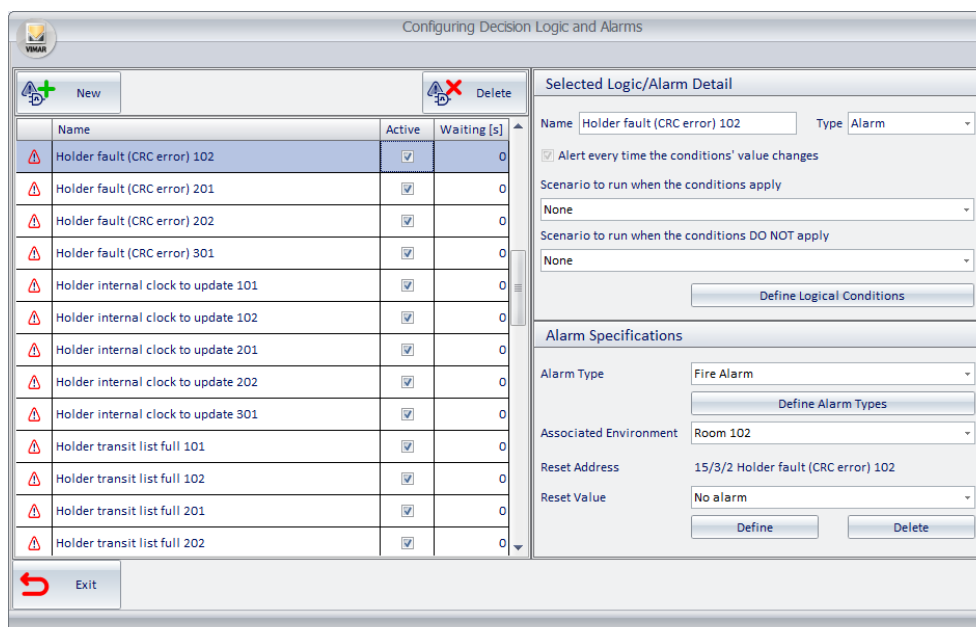 Configuring Decision Logic and Alarms
VIMAR
New
Delete
Name Active Waiting [s]
Holder fault (CRC error) 102 0
Holder fault (CRC error) 201 0
Holder fault (CRC error) 202 0
Holder fault (CRC error) 301 0
Holder internal clock to update 101 0
Holder internal clock to update 102 0
Holder internal clock to update 201 0
Holder internal clock to update 202 0
Holder internal clock to update 301 0
Holder transit list full 101 0
Holder transit list full 102 0
Holder transit list full 201 0
Holder transit list full 202 0
Exit
Selected Logic/Alarm Detail
Name Holder fault (CRC error) 102 Type Alarm
Alert every time the conditions' value changes
Scenario to run when the conditions apply
None
Scenario to run when the conditions DO NOT apply
None
Define Logical Conditions
Alarm Specifications
Alarm Type Fire Alarm
Define Alarm Types
Associated Environment Room 102
Reset Address 15/3/2 Holder fault (CRC error) 102
Reset Value No alarm
Define Delete